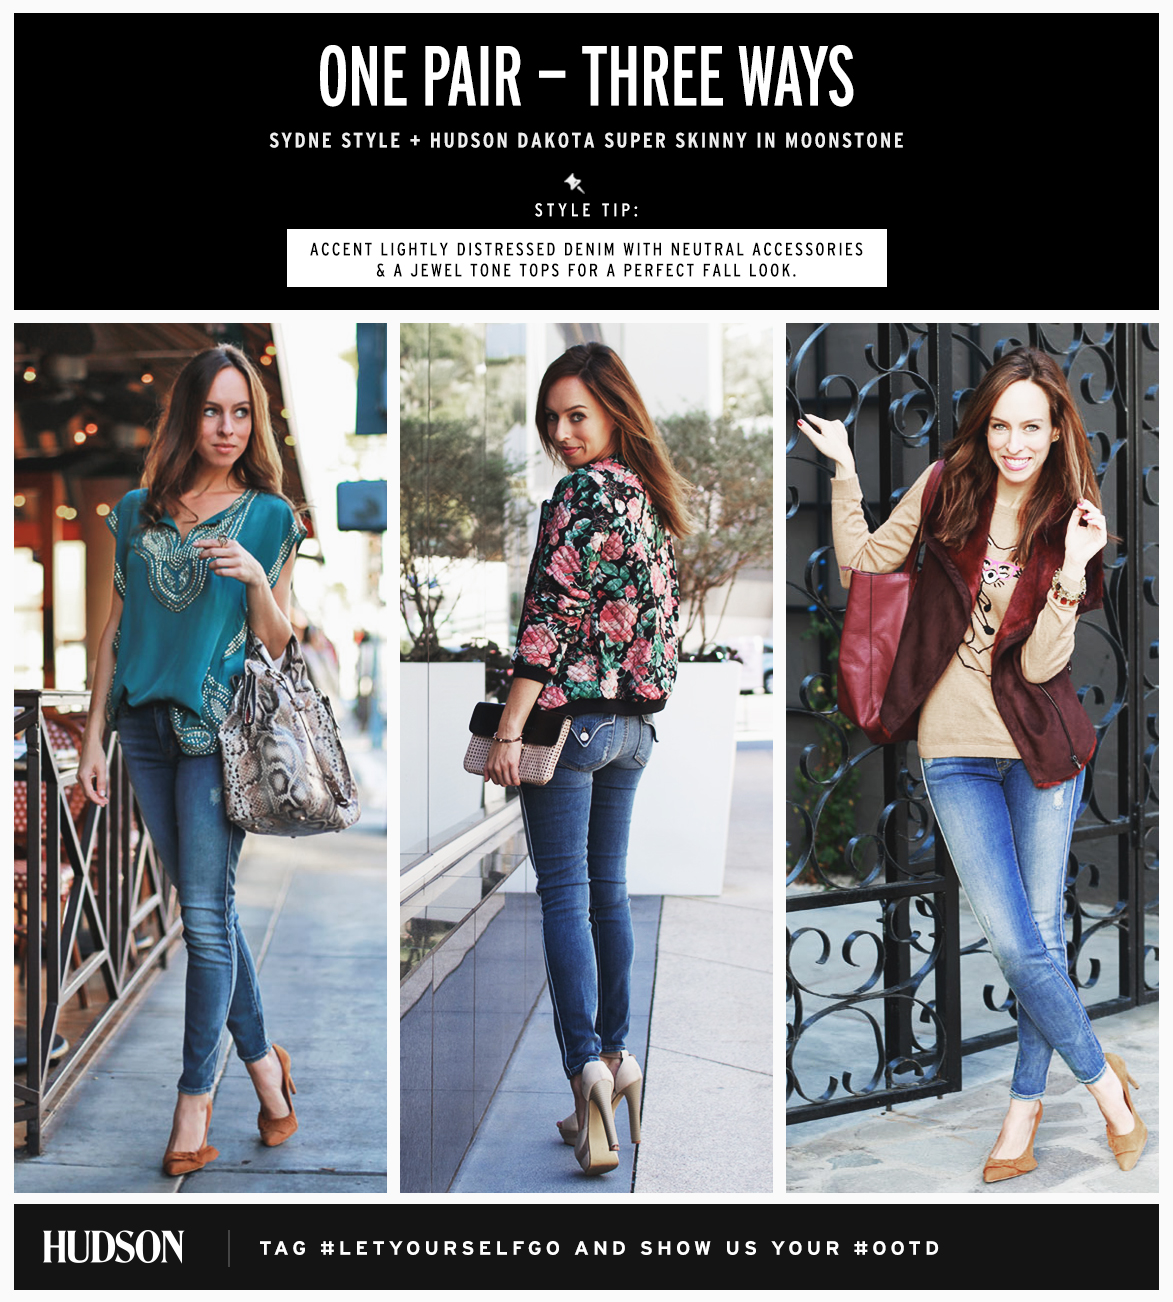 ONE PAIR – THREE WAYS
SYDNE STYLE + HUDSON DAKOTA SUPER SKINNY IN MOONSTONE
STYLE TIP:
ACCENT LIGHTLY DISTRESSED DENIM WITH NEUTRAL ACCESSORIES
& A JEWEL TONE TOPS FOR A PERFECT FALL LOOK.
HUDSON
TAG #LETYOURSELFGO AND SHOW US YOUR #OOTD